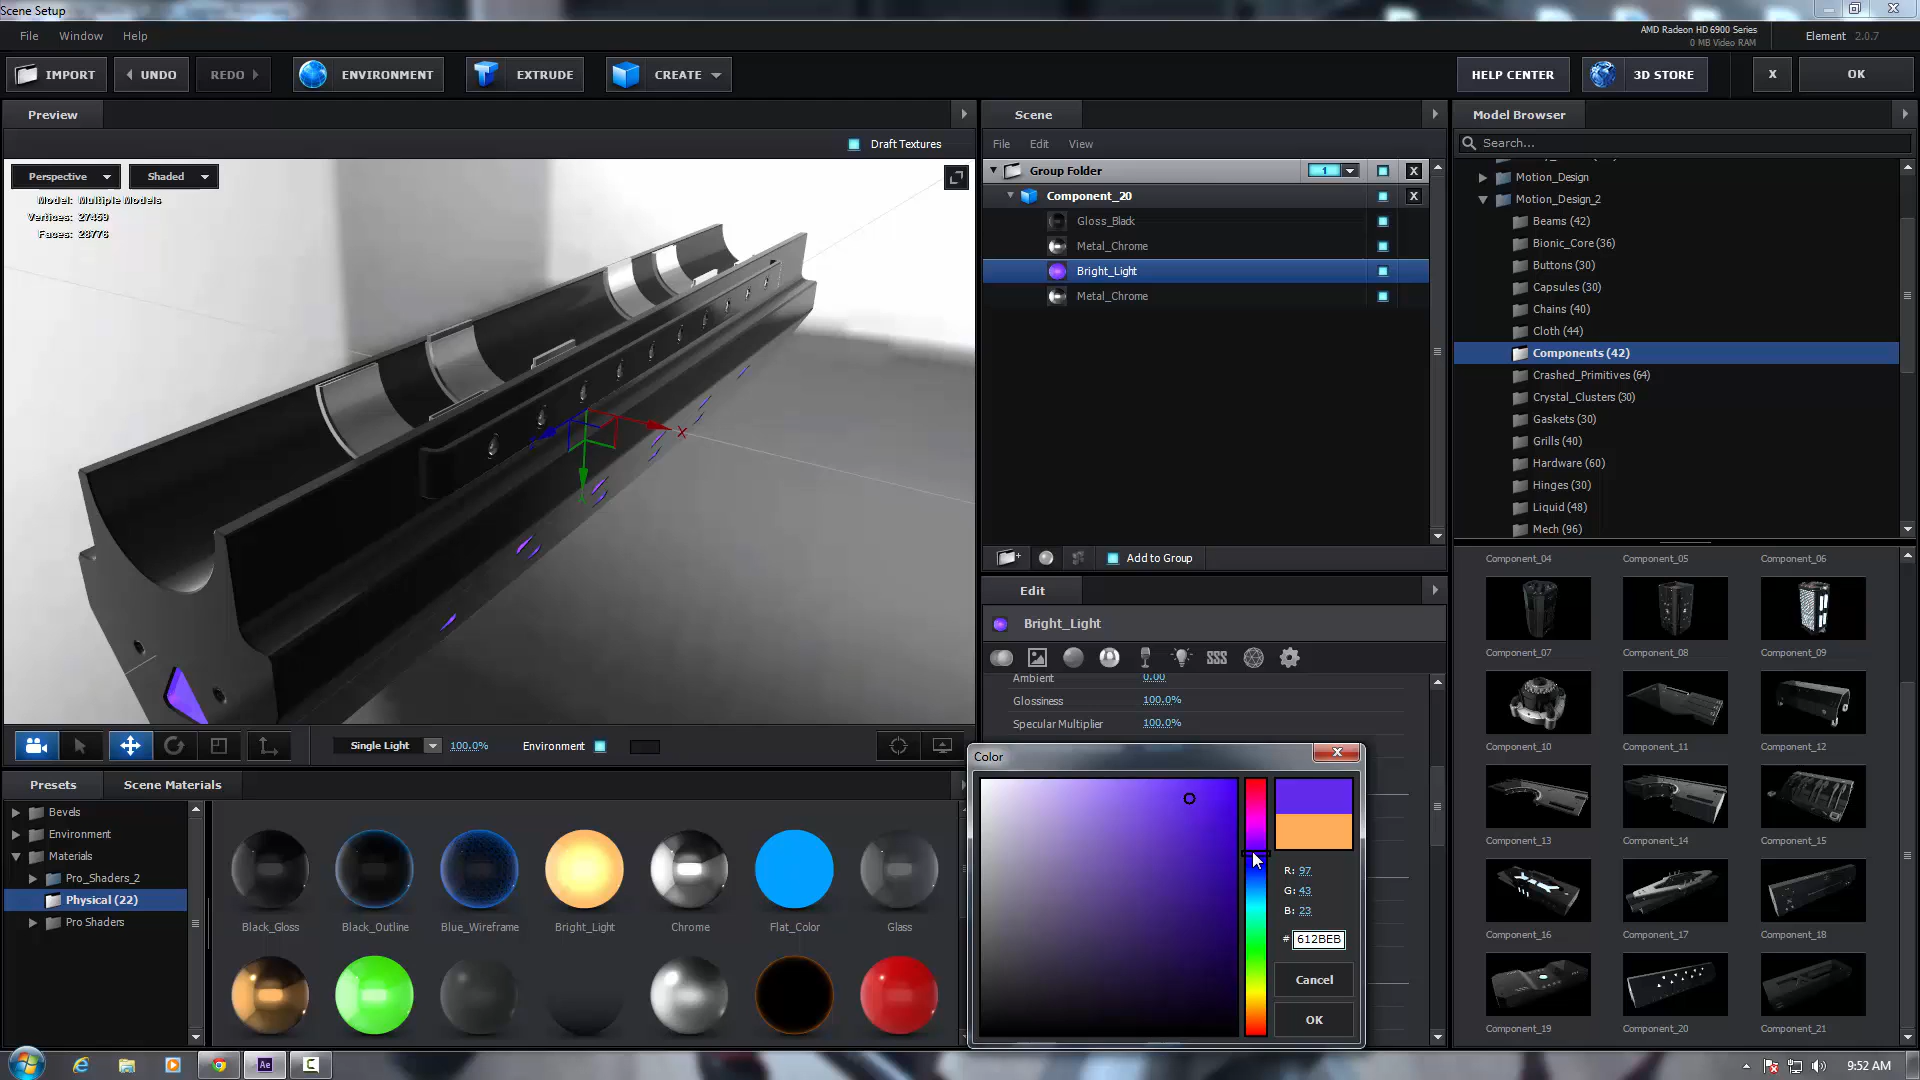 Scene Setup
File Window Help
AMD Radeon HD 6900 Series
0 MB Video RAM
Element 2.0.7
IMPORT
UNDO
REDO
ENVIRONMENT
EXTRUDE
CREATE
HELP CENTER
3D STORE
X
OK
Preview
Draft Textures
Perspective
Shaded
Model: Multiple Models
Vertices: 27459
Faces: 28776
X
Single Light
100.0%
Environment
Scene
File Edit View
Group Folder
1
X
Component_20
X
Gloss_Black
Metal_Chrome
Bright_Light
Metal_Chrome
Add to Group
Edit
Bright_Light
Ambient 0.00
Glossiness 100.0%
Specular Multiplier 100.0%
Color
R: 97
G: 43
B: 23
# 612BEB
Cancel
OK
Model Browser
Search...
Motion_Design
Motion_Design_2
Beams (42)
Bionic_Core (36)
Buttons (30)
Capsules (30)
Chains (40)
Cloth (44)
Components (42)
Crashed_Primitives (64)
Crystal_Clusters (30)
Gaskets (30)
Grills (40)
Hardware (60)
Hinges (30)
Liquid (48)
Mech (96)
Component_04 Component_05 Component_06
Component_07 Component_08 Component_09
Component_10 Component_11 Component_12
Component_13 Component_14 Component_15
Component_16 Component_17 Component_18
Component_19 Component_20 Component_21
Presets
Scene Materials
Bevels
Environment
Materials
Pro_Shaders_2
Physical (22)
Pro Shaders
Black_Gloss Black_Outline Blue_Wireframe Bright_Light Chrome Flat_Color Glass
Ae
9:52 AM